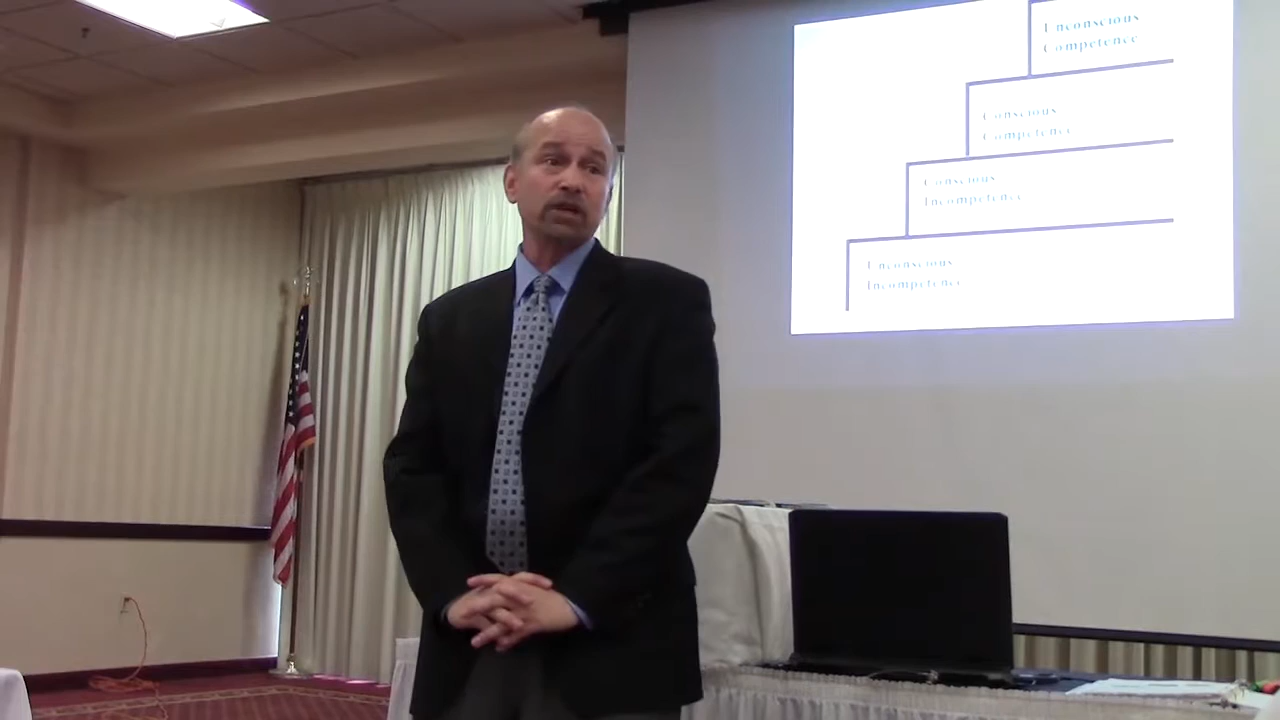 Unconscious
Competence
Conscious
Competence
Conscious
Incompetence
Unconscious
Incompetence